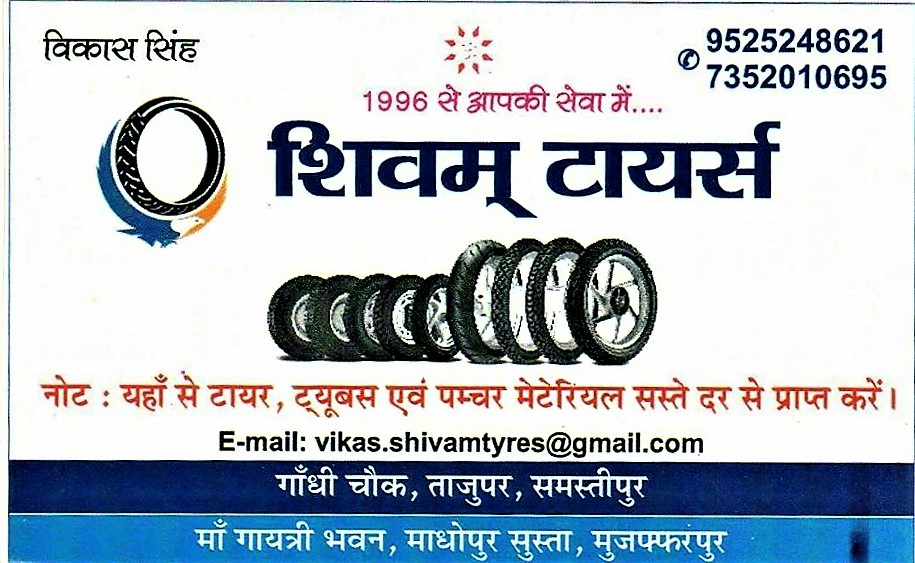 विकास सिंह
✆ 9525248621
7352010695
1996 से आपकी सेवा में....
शिवम् टायर्स
नोट : यहाँ से टायर, ट्यूबस एवं पम्चर मेटेरियल सस्ते दर से प्राप्त करें।
E-mail: vikas.shivamtyres@gmail.com
गाँधी चौक, ताजुपर, समस्तीपुर
माँ गायत्री भवन, माधोपुर सुस्ता, मुजफ्फरपुर